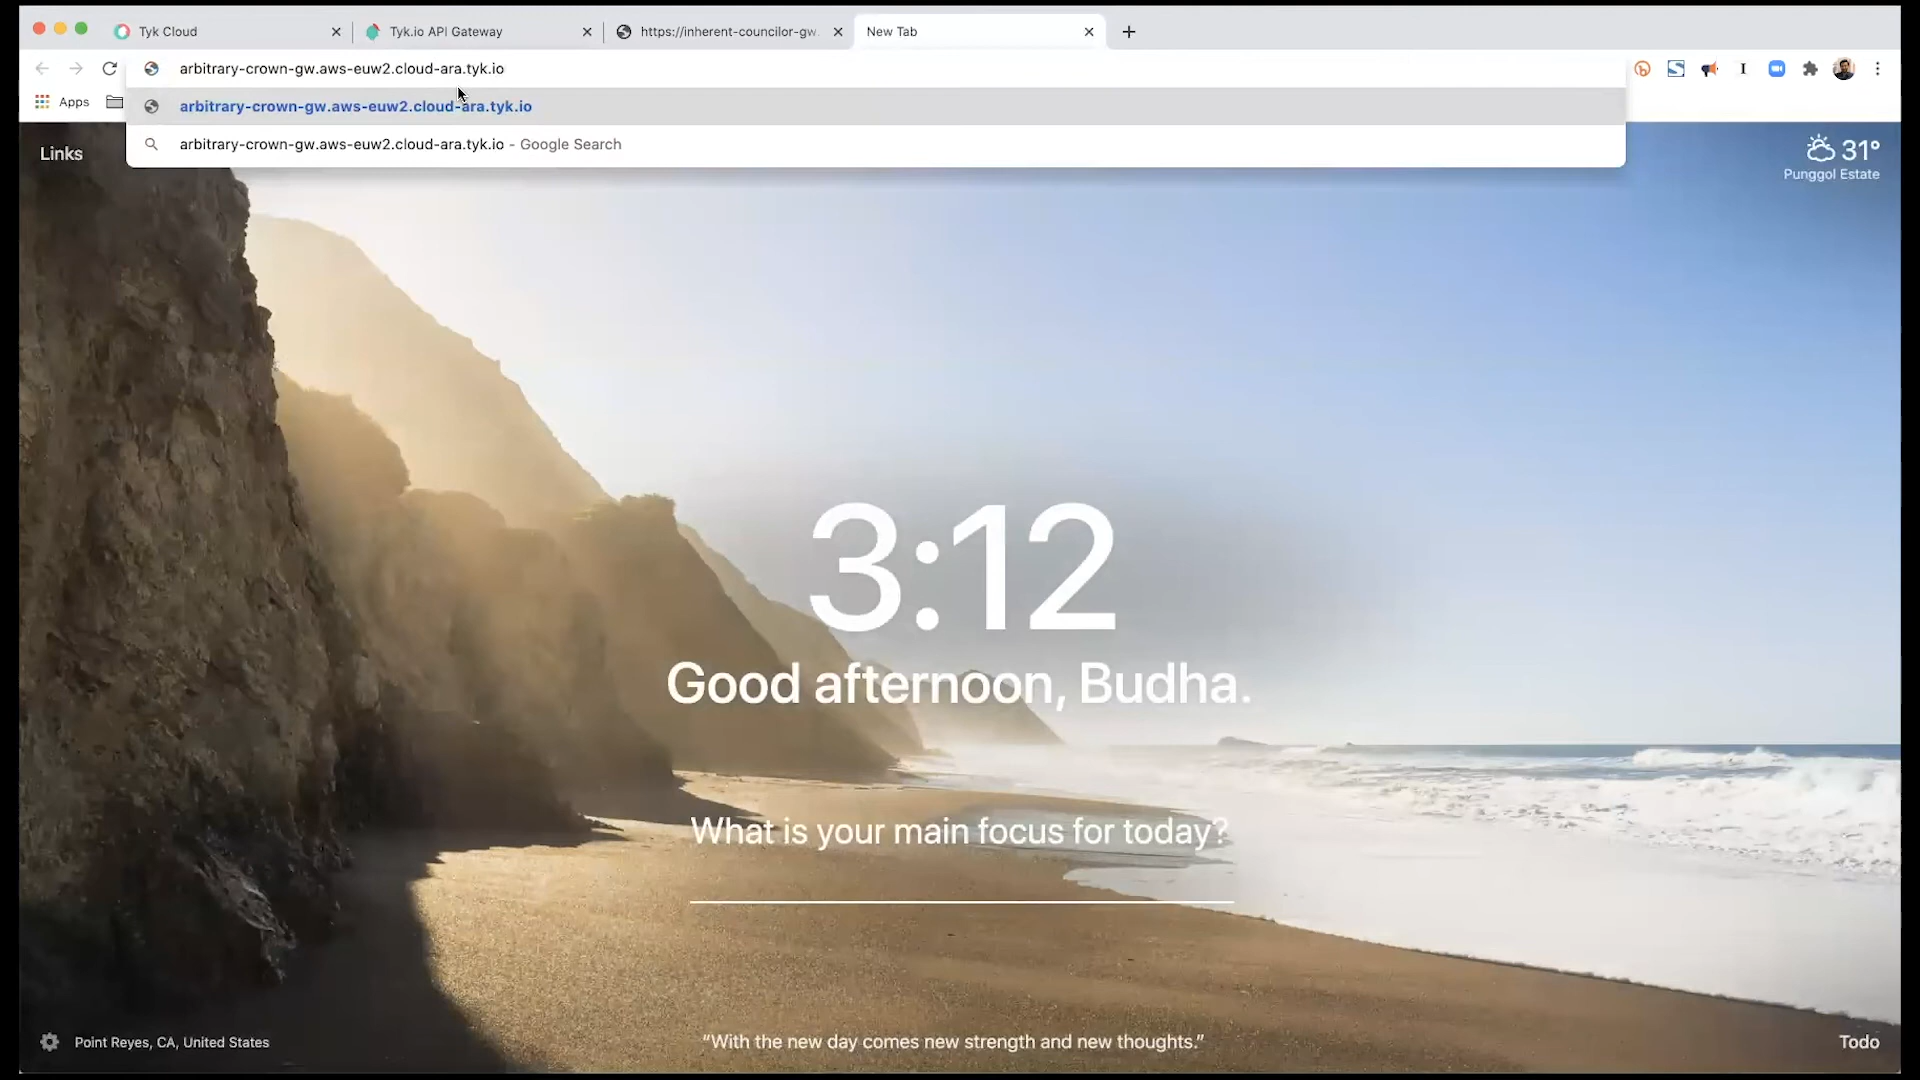 Tyk Cloud
Tyk.io API Gateway
https://inherent-councilor-gw.
New Tab
arbitrary-crown-gw.aws-euw2.cloud-ara.tyk.io
Apps
arbitrary-crown-gw.aws-euw2.cloud-ara.tyk.io
arbitrary-crown-gw.aws-euw2.cloud-ara.tyk.io - Google Search
Links
31°
Punggol Estate
3:12
Good afternoon, Budha.
What is your main focus for today?
Point Reyes, CA, United States
“With the new day comes new strength and new thoughts.”
Todo